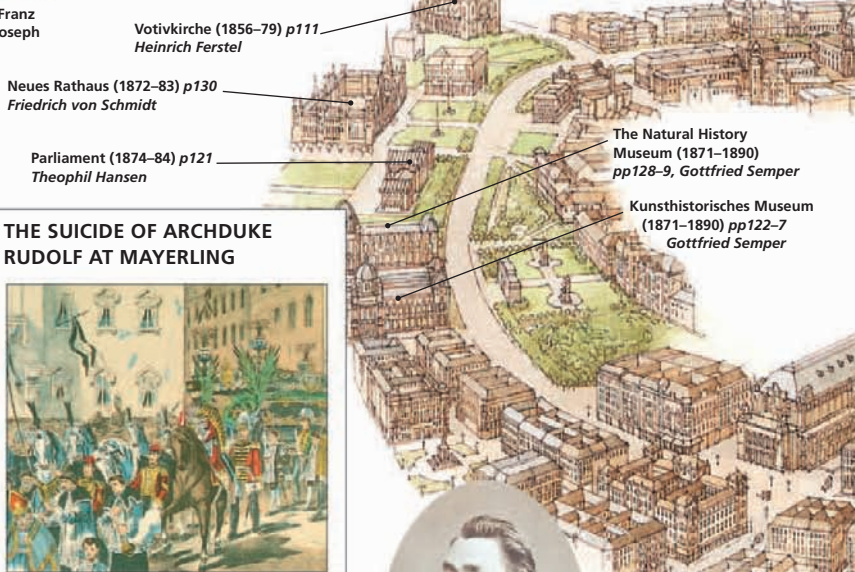 Franz
oseph
Votivkirche (1856–79) p111
Heinrich Ferstel
Neues Rathaus (1872–83) p130
Friedrich von Schmidt
Parliament (1874–84) p121
Theophil Hansen
The Natural History
Museum (1871–1890)
pp128–9, Gottfried Semper
Kunsthistorisches Museum
(1871–1890) pp122–7
Gottfried Semper
THE SUICIDE OF ARCHDUKE
RUDOLF AT MAYERLING